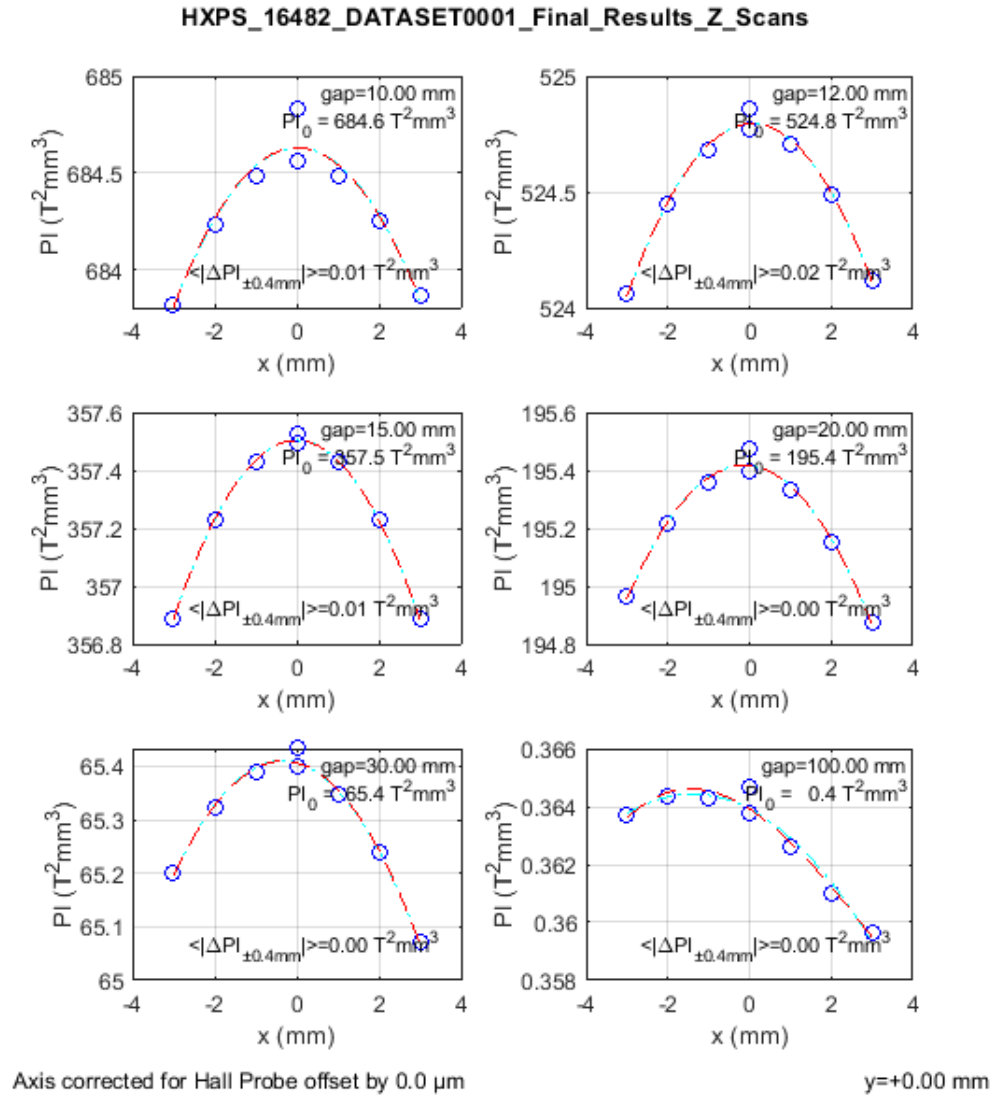 HXPS_16482_DATASET0001_Final_Results_Z_Scans
685
684.5
684
PI (T²mm³)
gap=10.00 mm
PI₀ = 684.6 T²mm³
<|ΔPI±0.4mm|>=0.01 T²mm³
-4 -2 0 2 4
x (mm)
525
524.5
524
PI (T²mm³)
gap=12.00 mm
PI₀ = 524.8 T²mm³
<|ΔPI±0.4mm|>=0.02 T²mm³
-4 -2 0 2 4
x (mm)
357.6
357.4
357.2
357
356.8
PI (T²mm³)
gap=15.00 mm
PI₀ = 357.5 T²mm³
<|ΔPI±0.4mm|>=0.01 T²mm³
-4 -2 0 2 4
x (mm)
195.6
195.4
195.2
195
194.8
PI (T²mm³)
gap=20.00 mm
PI₀ = 195.4 T²mm³
<|ΔPI±0.4mm|>=0.00 T²mm³
-4 -2 0 2 4
x (mm)
65.4
65.3
65.2
65.1
65
PI (T²mm³)
gap=30.00 mm
PI₀ = 65.4 T²mm³
<|ΔPI±0.4mm|>=0.00 T²mm³
-4 -2 0 2 4
x (mm)
0.366
0.364
0.362
0.36
0.358
PI (T²mm³)
gap=100.00 mm
PI₀ = 0.4 T²mm³
<|ΔPI±0.4mm|>=0.00 T²mm³
-4 -2 0 2 4
x (mm)
Axis corrected for Hall Probe offset by 0.0 µm
y=+0.00 mm